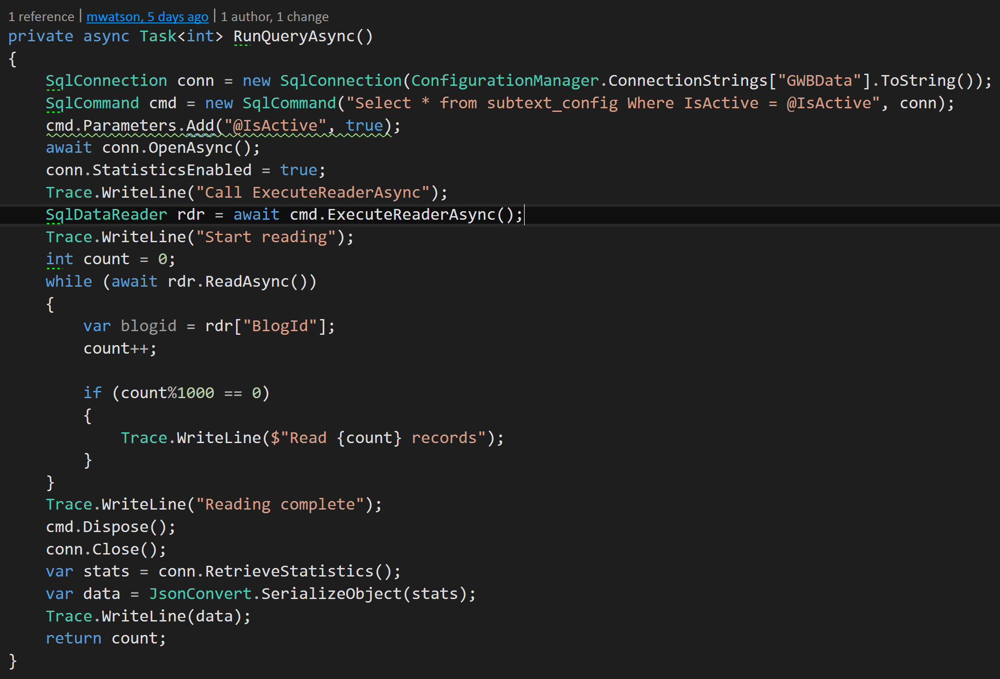 1 reference | mwatson, 5 days ago | 1 author, 1 change
private async Task<int> RunQueryAsync()
{
    SqlConnection conn = new SqlConnection(ConfigurationManager.ConnectionStrings["GWBData"].ToString());
    SqlCommand cmd = new SqlCommand("Select * from subtext_config Where IsActive = @IsActive", conn);
    cmd.Parameters.Add("@IsActive", true);
    await conn.OpenAsync();
    conn.StatisticsEnabled = true;
    Trace.WriteLine("Call ExecuteReaderAsync");
    SqlDataReader rdr = await cmd.ExecuteReaderAsync();
    Trace.WriteLine("Start reading");
    int count = 0;
    while (await rdr.ReadAsync())
    {
        var blogid = rdr["BlogId"];
        count++;

        if (count%1000 == 0)
        {
            Trace.WriteLine($"Read {count} records");
        }
    }
    Trace.WriteLine("Reading complete");
    cmd.Dispose();
    conn.Close();
    var stats = conn.RetrieveStatistics();
    var data = JsonConvert.SerializeObject(stats);
    Trace.WriteLine(data);
    return count;
}